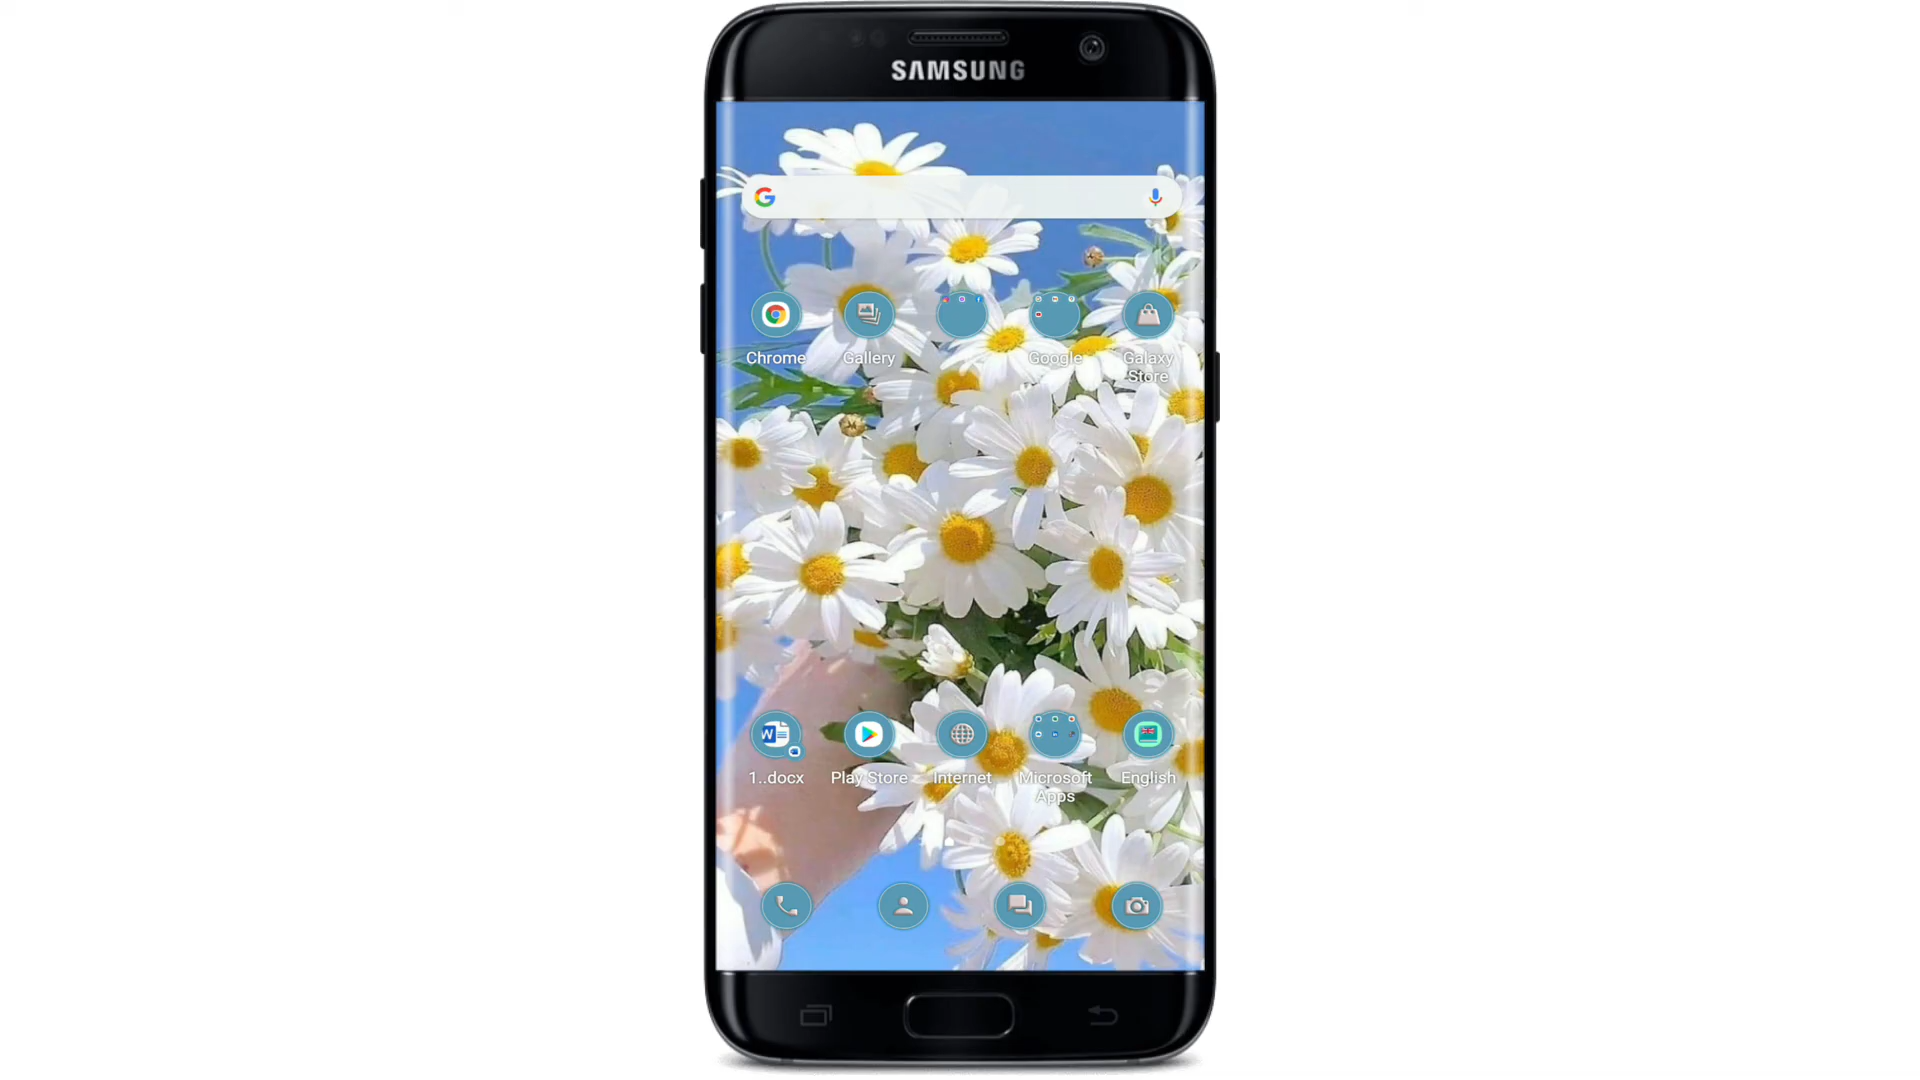 SAMSUNG
Chrome
Gallery
Google
Galaxy
Store
1..docx
Play Store
Internet
Microsoft
Apps
English